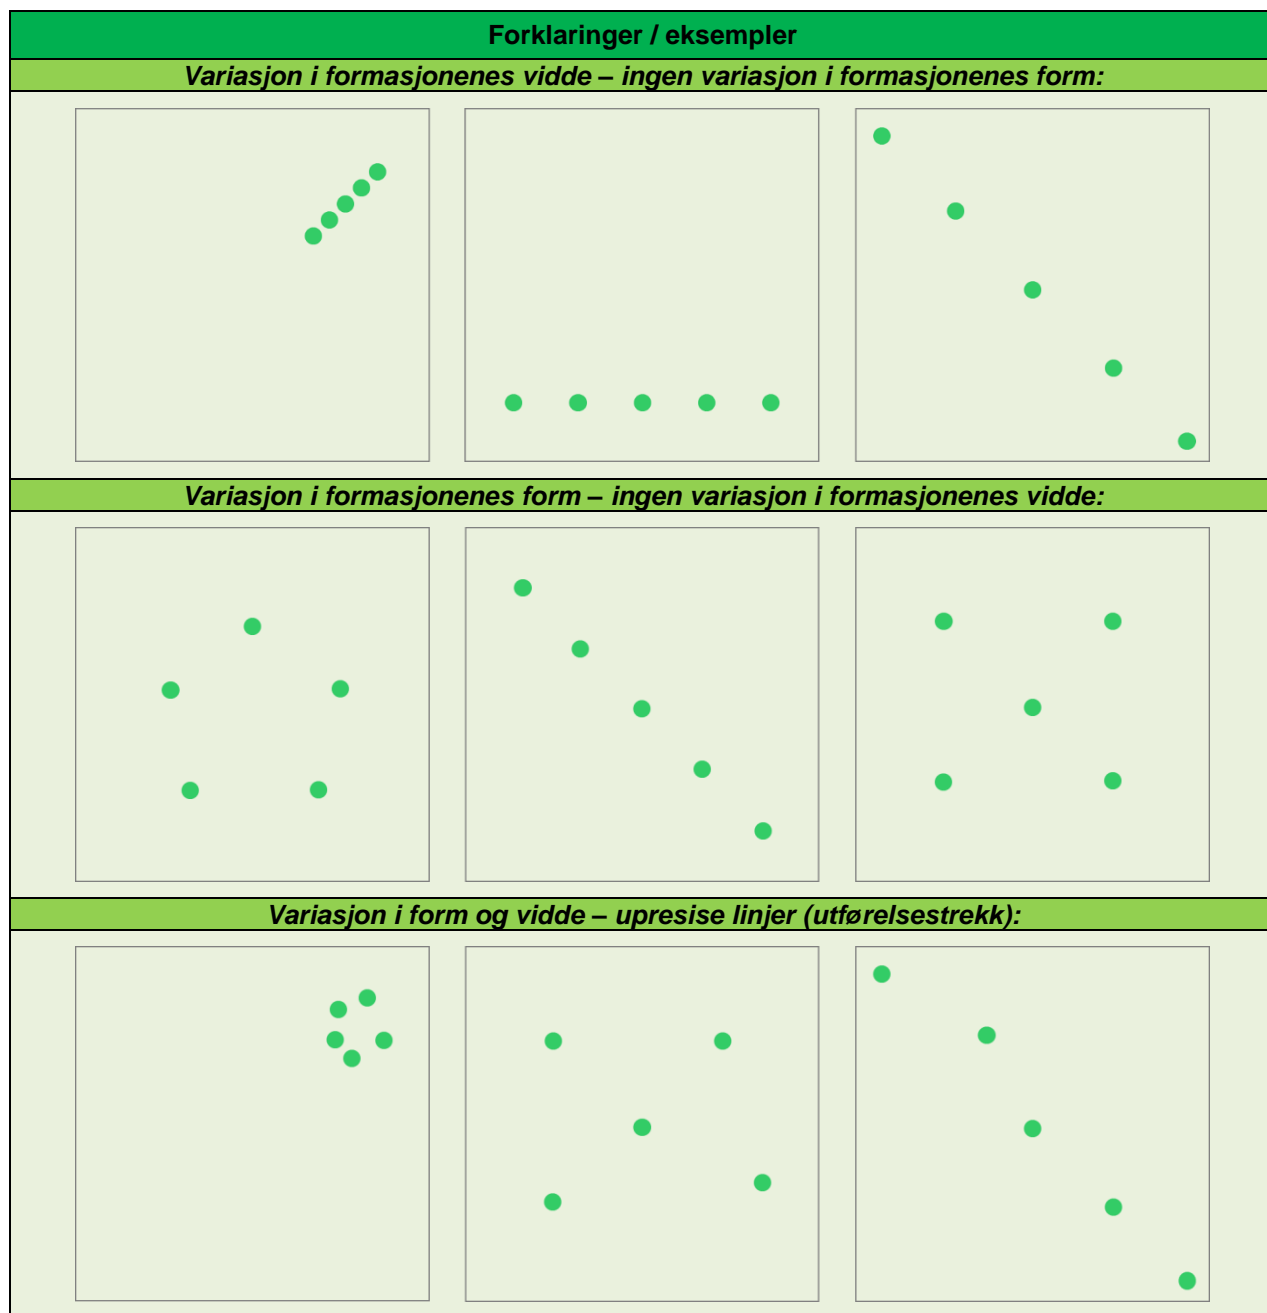 Forklaringer / eksempler
Variasjon i formasjonenes vidde – ingen variasjon i formasjonenes form:
Variasjon i formasjonenes form – ingen variasjon i formasjonenes vidde:
Variasjon i form og vidde – upresise linjer (utførelsestrekk):